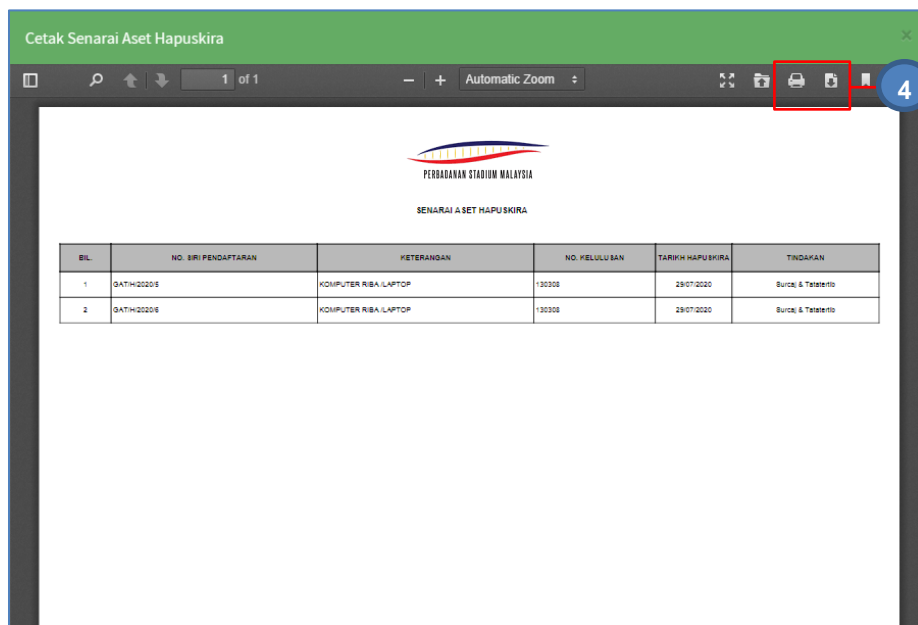 Cetak Senarai Aset Hapuskira
×
1 of 1
Automatic Zoom
4
PERBADANAN STADIUM MALAYSIA
SENARAI ASET HAPUSKIRA
BIL. NO. SIRI PENDAFTARAN KETERANGAN NO. KELULUSAN TARIKH HAPUSKIRA TINDAKAN
1 GATI/H/2020/5 KOMPUTER RIBA /LAPTOP 130308 29/07/2020 Surcaj & Tatatertib
2 GATI/H/2020/6 KOMPUTER RIBA /LAPTOP 130308 29/07/2020 Surcaj & Tatatertib